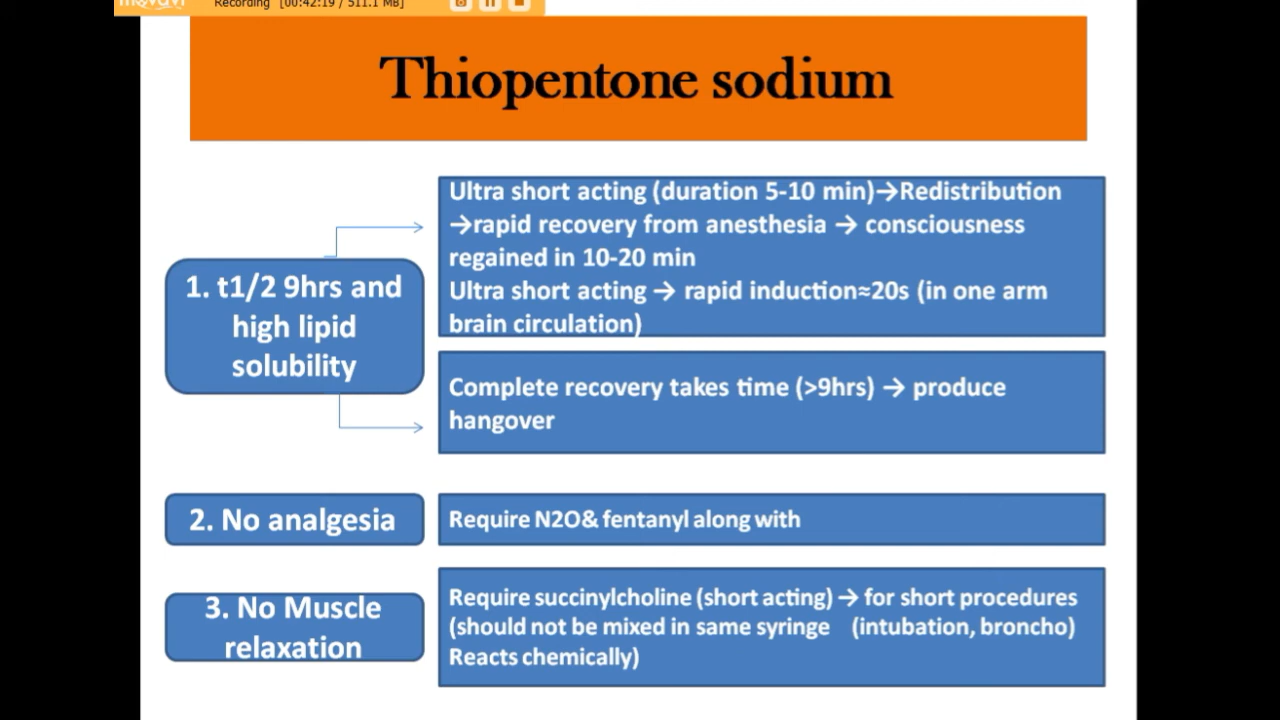 Recording [00:42:19 / 511.1 MB]
Thiopentone sodium
1. t1/2 9hrs and
high lipid
solubility
Ultra short acting (duration 5-10 min)→Redistribution
→rapid recovery from anesthesia → consciousness
regained in 10-20 min
Ultra short acting → rapid induction≈20s (in one arm
brain circulation)
Complete recovery takes time (>9hrs) → produce
hangover
2. No analgesia
Require N2O& fentanyl along with
3. No Muscle
relaxation
Require succinylcholine (short acting) → for short procedures
(should not be mixed in same syringe (intubation, broncho)
Reacts chemically)